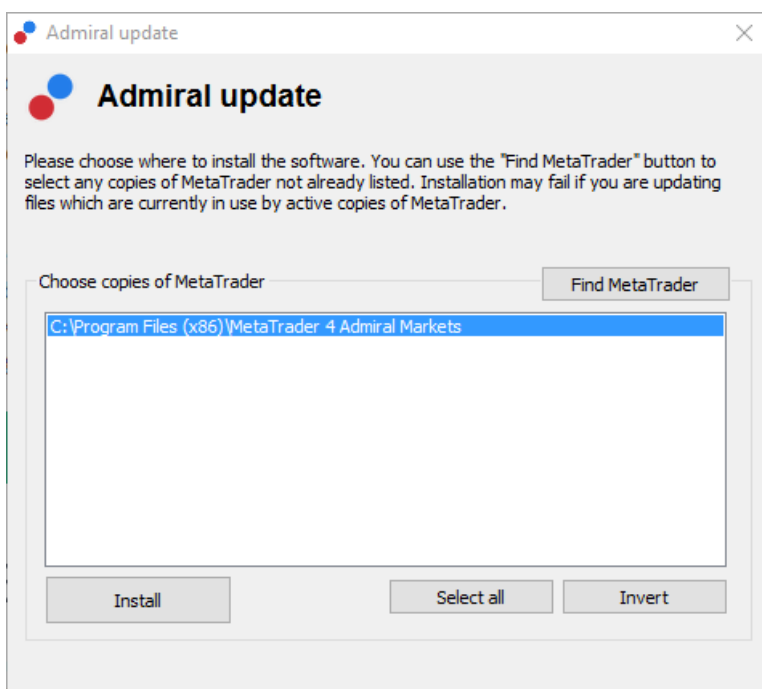 Admiral update
Admiral update
Please choose where to install the software. You can use the "Find MetaTrader" button to
select any copies of MetaTrader not already listed. Installation may fail if you are updating
files which are currently in use by active copies of MetaTrader.
Choose copies of MetaTrader
Find MetaTrader
C:\Program Files (x86)\MetaTrader 4 Admiral Markets
Install
Select all
Invert